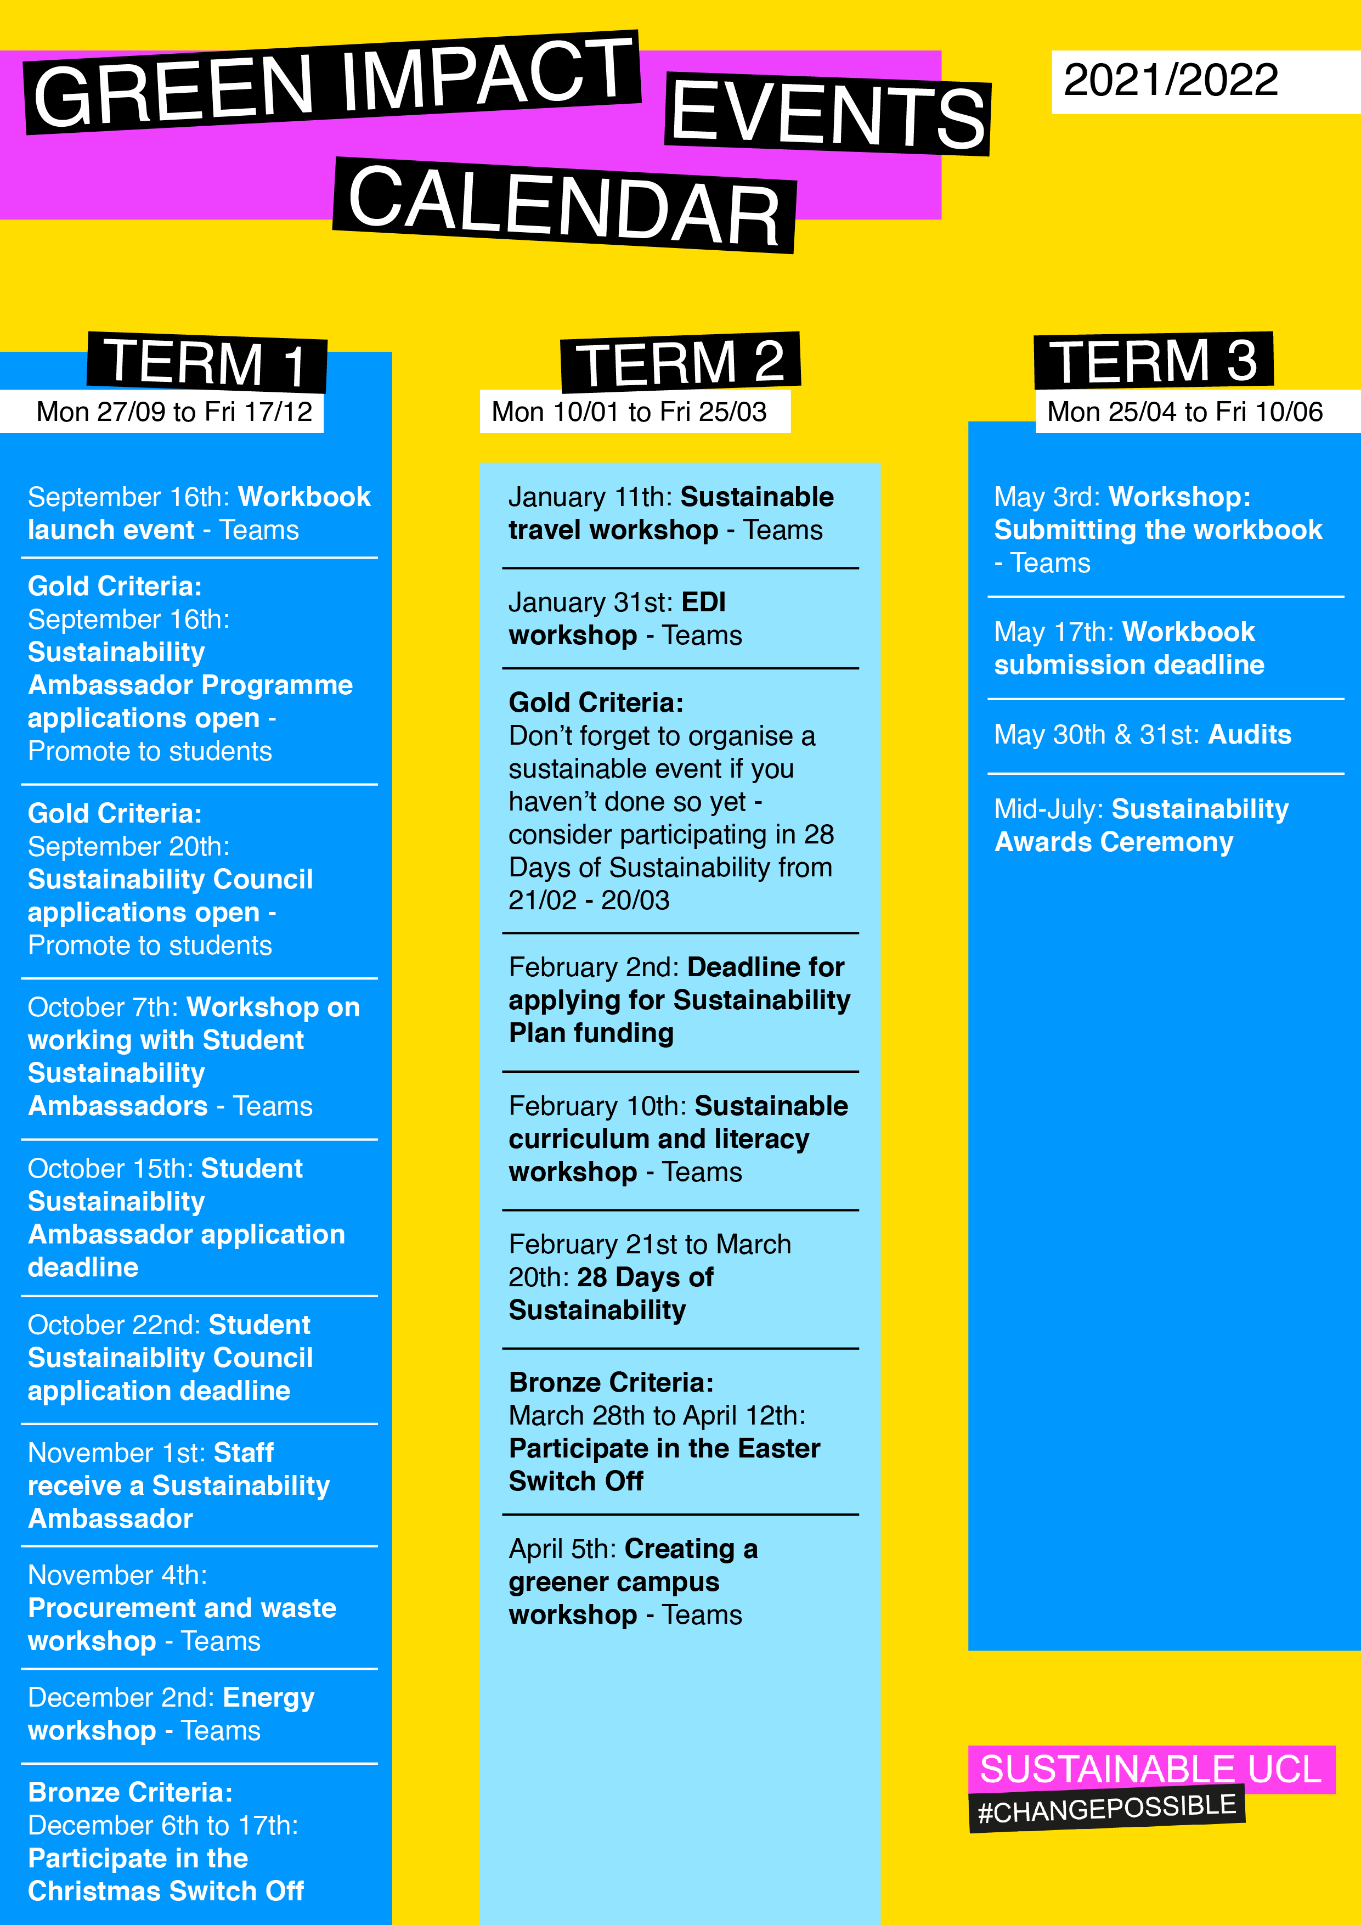 GREEN IMPACT
EVENTS
CALENDAR
2021/2022
TERM 1
Mon 27/09 to Fri 17/12
September 16th: Workbook
launch event - Teams
Gold Criteria:
September 16th:
Sustainability
Ambassador Programme
applications open -
Promote to students
Gold Criteria:
September 20th:
Sustainability Council
applications open -
Promote to students
October 7th: Workshop on
working with Student
Sustainability
Ambassadors - Teams
October 15th: Student
Sustainaiblity
Ambassador application
deadline
October 22nd: Student
Sustainaiblity Council
application deadline
November 1st: Staff
receive a Sustainability
Ambassador
November 4th:
Procurement and waste
workshop - Teams
December 2nd: Energy
workshop - Teams
Bronze Criteria:
December 6th to 17th:
Participate in the
Christmas Switch Off
TERM 2
Mon 10/01 to Fri 25/03
January 11th: Sustainable
travel workshop - Teams
January 31st: EDI
workshop - Teams
Gold Criteria:
Don't forget to organise a
sustainable event if you
haven't done so yet -
consider participating in 28
Days of Sustainability from
21/02 - 20/03
February 2nd: Deadline for
applying for Sustainability
Plan funding
February 10th: Sustainable
curriculum and literacy
workshop - Teams
February 21st to March
20th: 28 Days of
Sustainability
Bronze Criteria:
March 28th to April 12th:
Participate in the Easter
Switch Off
April 5th: Creating a
greener campus
workshop - Teams
TERM 3
Mon 25/04 to Fri 10/06
May 3rd: Workshop:
Submitting the workbook
- Teams
May 17th: Workbook
submission deadline
May 30th & 31st: Audits
Mid-July: Sustainability
Awards Ceremony
SUSTAINABLE UCL
#CHANGEPOSSIBLE